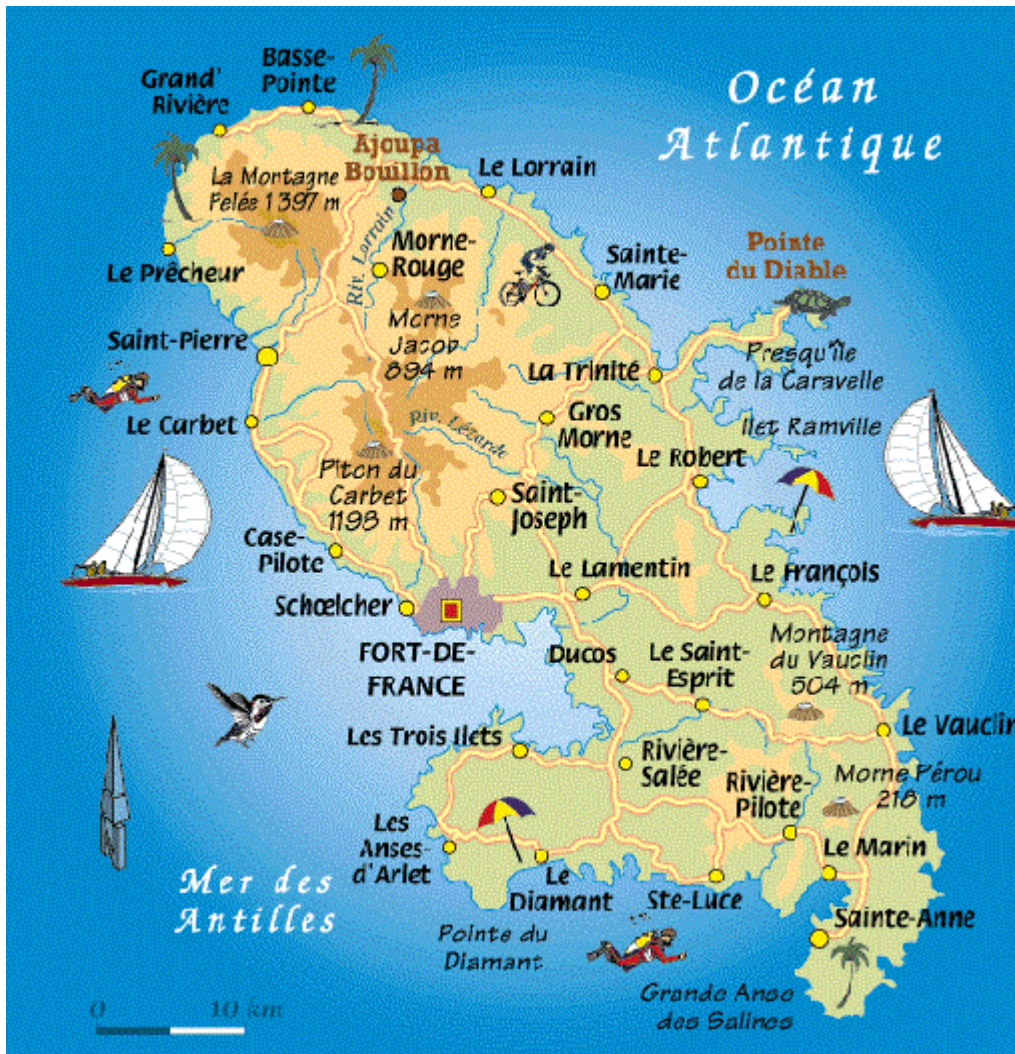 Océan
Atlantique
Basse-
Pointe
Grand'
Rivière
Ajoupa
Bouillon
Le Lorrain
La Montagne
Felée 1397 m
Riv. Lorrain
Morne-
Rouge
Le Prêcheur
Sainte-
Marie
Pointe
du Diable
Morne
Jacob
894 m
Saint-Pierre
La Trinité
Presqu'île
de la Caravelle
Le Carbet
Riv. Lézarde
Gros
Morne
Ilet Ramville
Le Robert
Piton du
Carbet
1198 m
Saint-
Joseph
Case-
Pilote
Le Lamentin
Le François
Schœlcher
FORT-DE-
FRANCE
Ducos
Le Saint-
Esprit
Montagne
du Vauclin
504 m
Le Vauclin
Les Trois Ilets
Rivière-
Salée
Rivière-
Pilote
Morne Pérou
218 m
Les
Anses-
d'Arlet
Le
Diamant
Ste-Luce
Le Marin
Mer des
Antilles
Sainte-Anne
Pointe du
Diamant
Grande Anse
des Salines
0 10 km